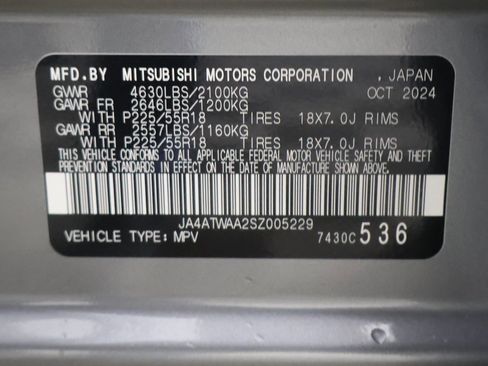 MFD.BY MITSUBISHI MOTORS CORPORATION , JAPAN
GVWR 4630LBS/2100KG OCT 2024
GAWR FR 2646LBS/1200KG
WITH P225/55R18 TIRES 18X7.0J RIMS
GAWR RR 2557LBS/1160KG
WITH P225/55R18 TIRES 18X7.0J RIMS
THIS VEHICLE CONFORMS TO ALL APPLICABLE FEDERAL MOTOR VEHICLE SAFETY AND THEFT
PREVENTION STANDARDS IN EFFECT ON THE DATE OF MANUFACTURE SHOWN ABOVE.
JA4ATWAA2SZ005229
VEHICLE TYPE: MPV 7430C 536